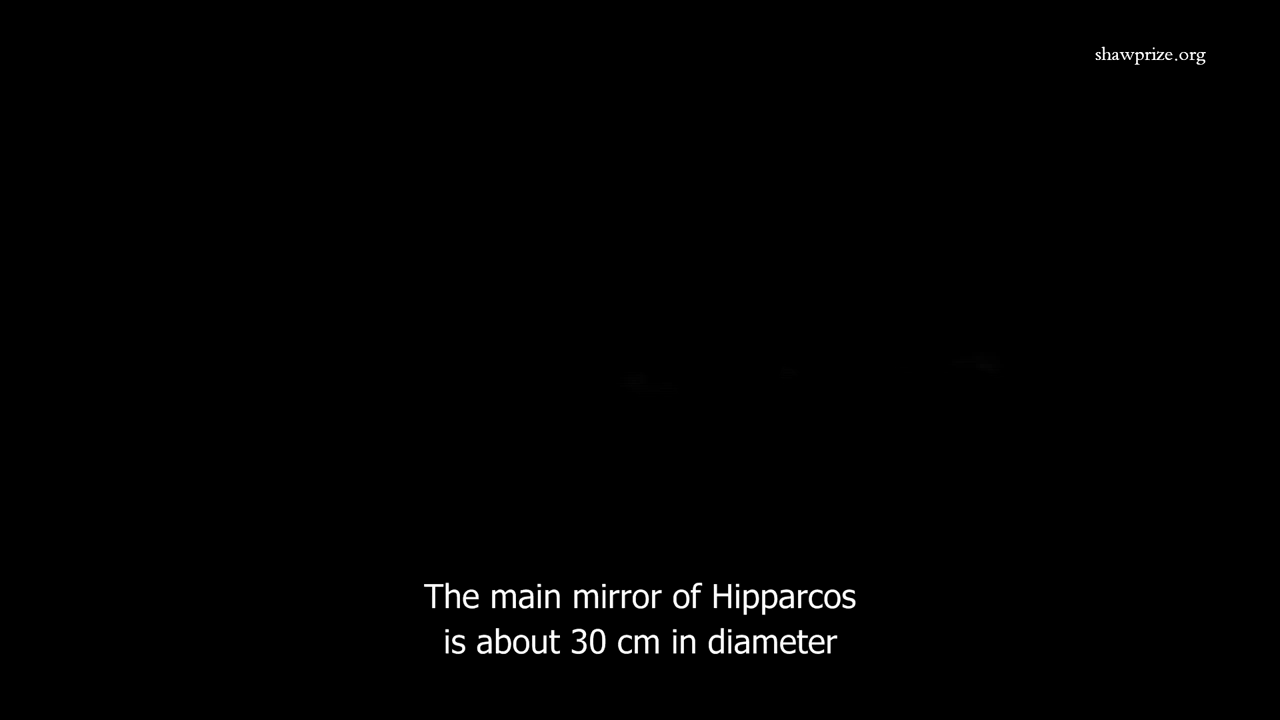 shawprize.org
The main mirror of Hipparcos
is about 30 cm in diameter